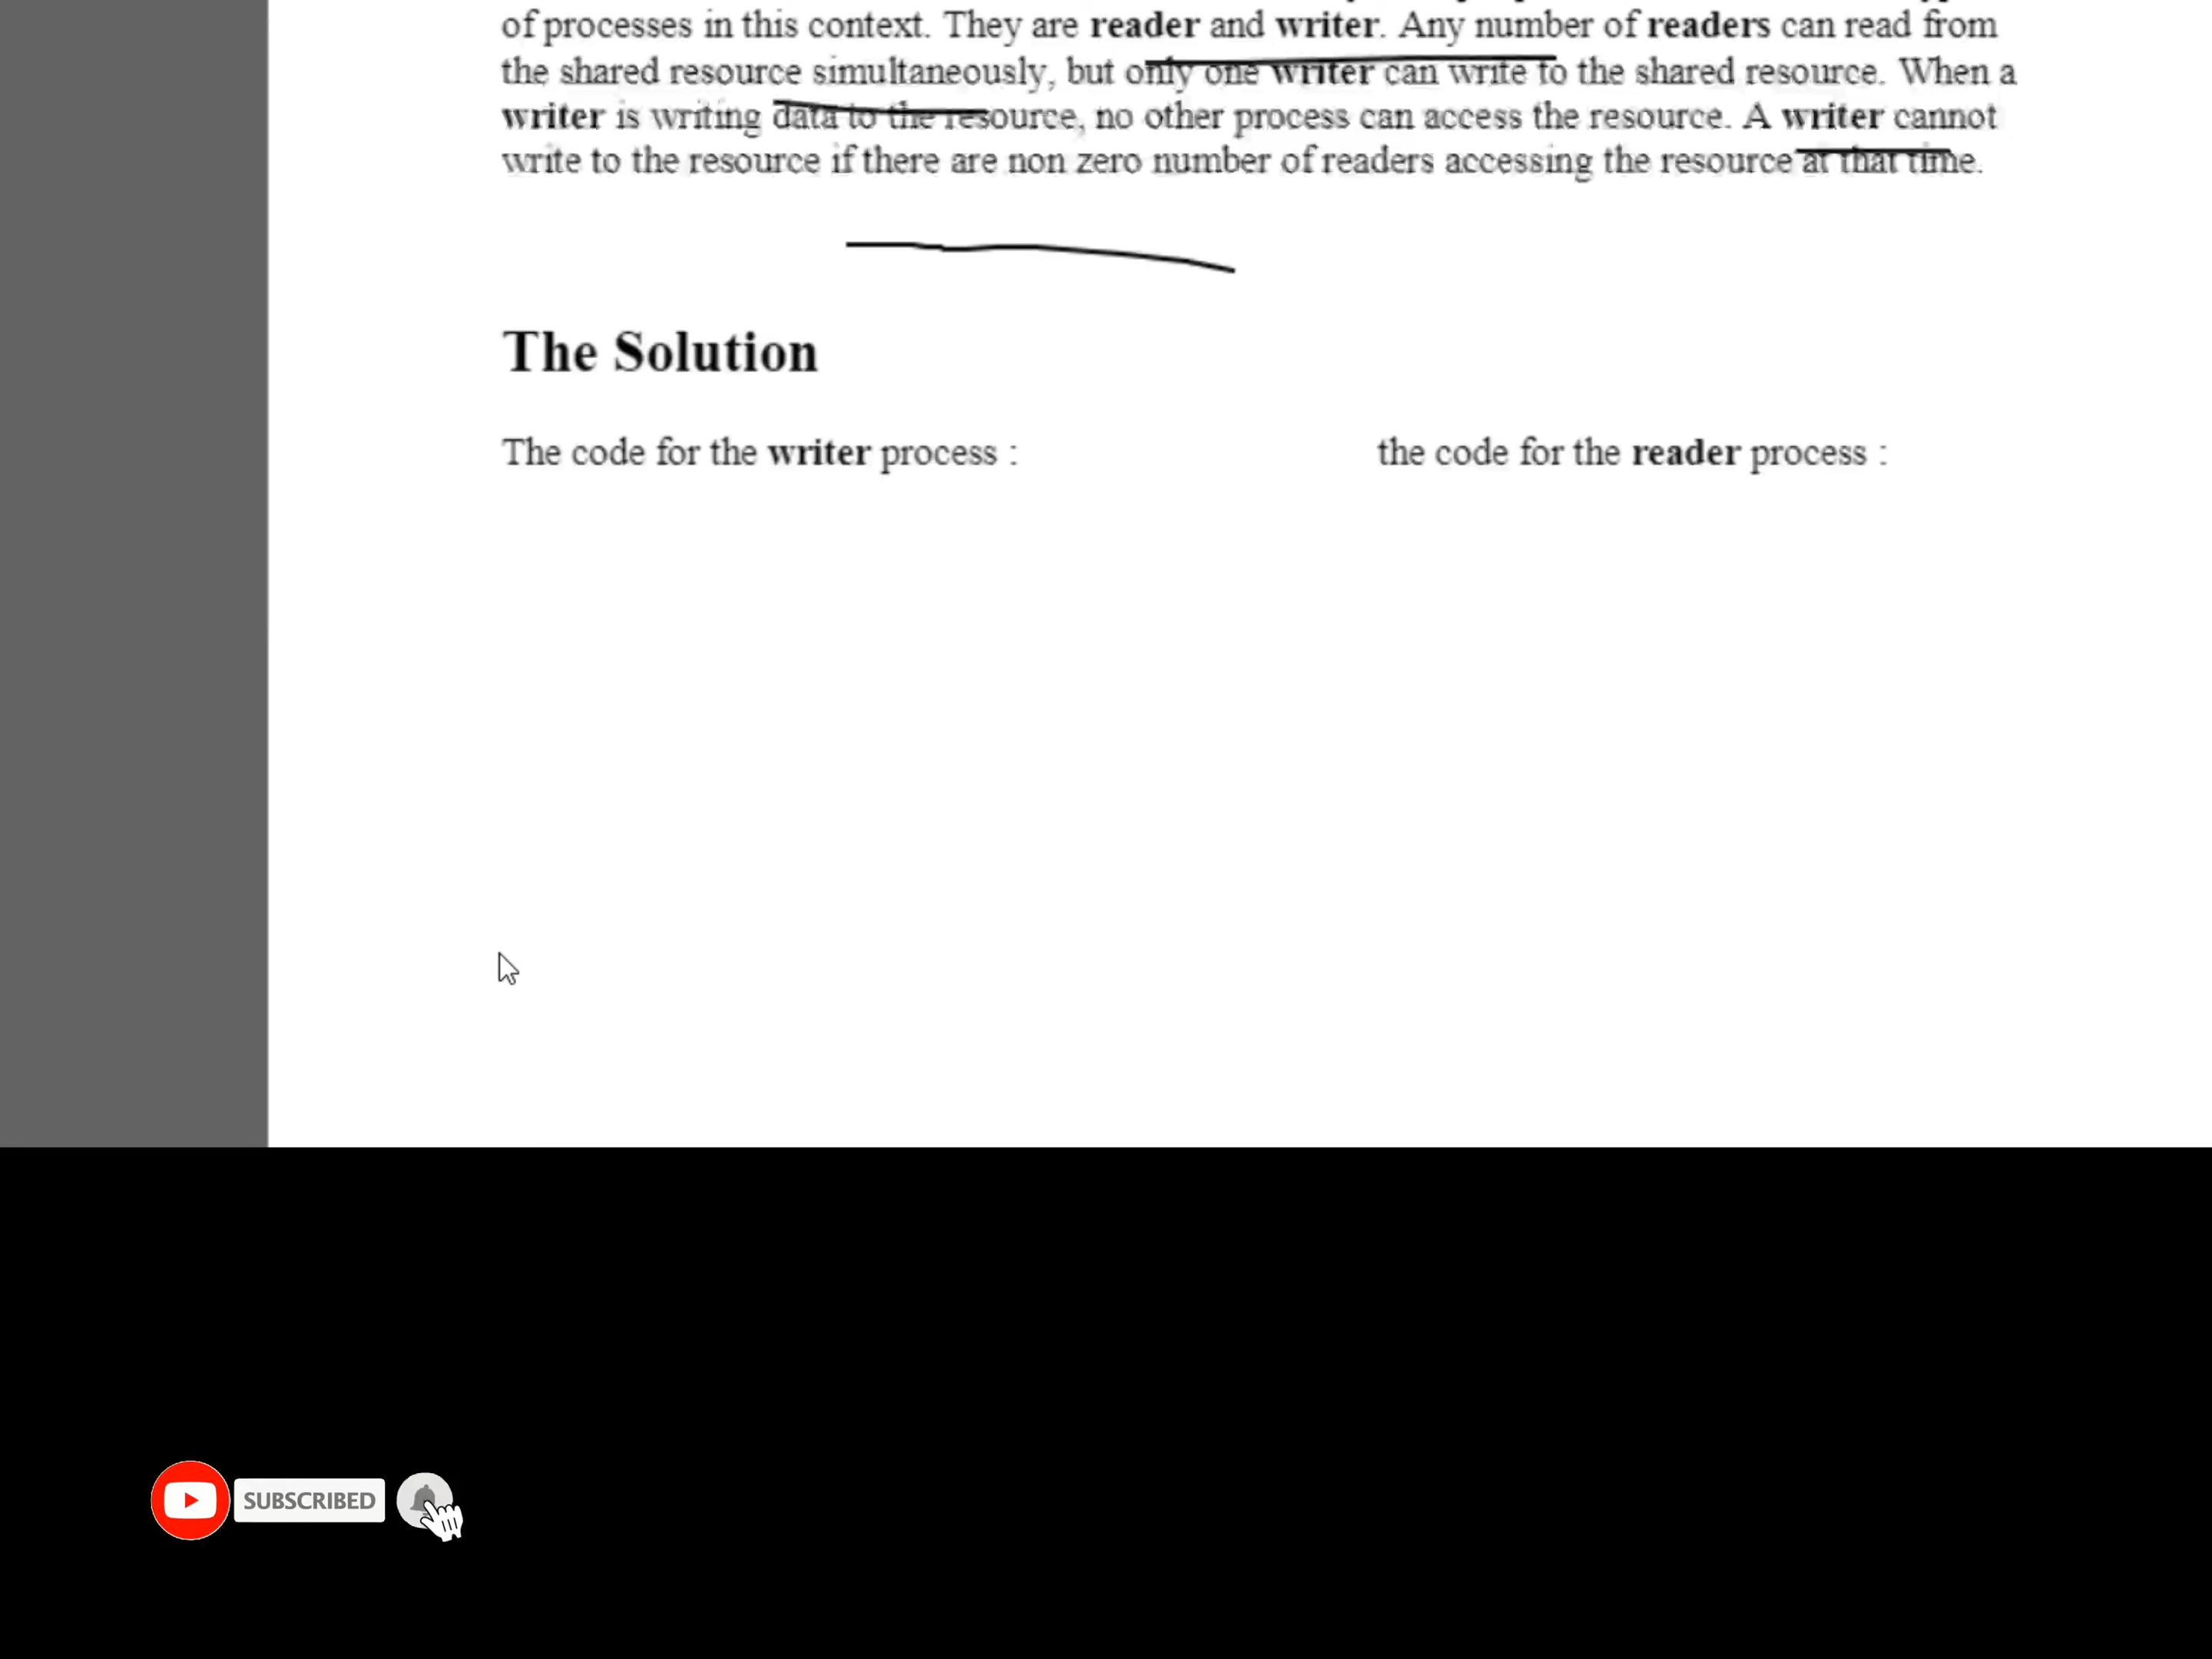 of processes in this context. They are reader and writer. Any number of readers can read from
the shared resource simultaneously, but only one writer can write to the shared resource. When a
writer is writing data to the resource, no other process can access the resource. A writer cannot
write to the resource if there are non zero number of readers accessing the resource at that time.
The Solution
The code for the writer process : the code for the reader process :
SUBSCRIBED